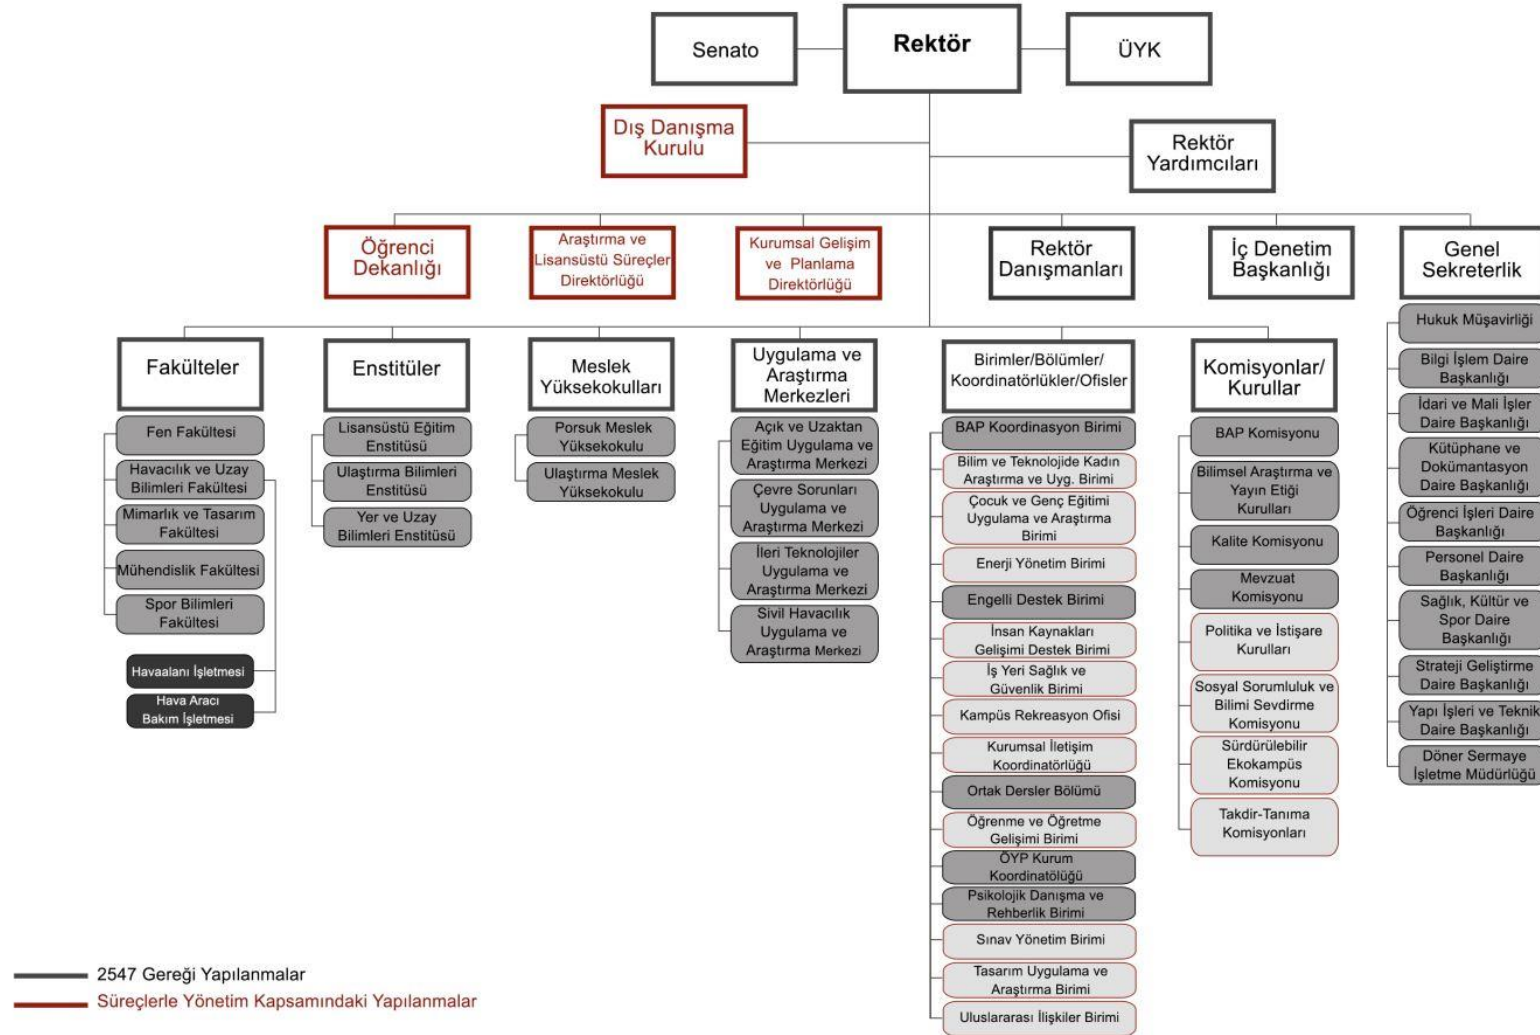 Senato
Rektör
ÜYK
Dış Danışma
Kurulu
Rektör
Yardımcıları
Öğrenci
Dekanlığı
Araştırma ve
Lisansüstü Süreçler
Direktörlüğü
Kurumsal Gelişim
ve Planlama
Direktörlüğü
Rektör
Danışmanları
İç Denetim
Başkanlığı
Genel
Sekreterlik
Fakülteler
Fen Fakültesi
Havacılık ve Uzay
Bilimleri Fakültesi
Mimarlık ve Tasarım
Fakültesi
Mühendislik Fakültesi
Spor Bilimleri
Fakültesi
Havaalanı İşletmesi
Hava Aracı
Bakım İşletmesi
Enstitüler
Lisansüstü Eğitim
Enstitüsü
Ulaştırma Bilimleri
Enstitüsü
Yer ve Uzay
Bilimleri Enstitüsü
Meslek
Yüksekokulları
Porsuk Meslek
Yüksekokulu
Ulaştırma Meslek
Yüksekokulu
Uygulama ve
Araştırma
Merkezleri
Açık ve Uzaktan
Eğitim Uygulama ve
Araştırma Merkezi
Çevre Sorunları
Uygulama ve
Araştırma Merkezi
İleri Teknolojiler
Uygulama ve
Araştırma Merkezi
Sivil Havacılık
Uygulama ve
Araştırma Merkezi
Birimler/Bölümler/
Koordinatörlükler/Ofisler
BAP Koordinasyon Birimi
Bilim ve Teknolojide Kadın
Araştırma ve Uyg. Birimi
Çocuk ve Genç Eğitimi
Uygulama ve Araştırma
Birimi
Enerji Yönetim Birimi
Engelli Destek Birimi
İnsan Kaynakları
Gelişimi Destek Birimi
İş Yeri Sağlık ve
Güvenlik Birimi
Kampüs Rekreasyon Ofisi
Kurumsal İletişim
Koordinatörlüğü
Ortak Dersler Bölümü
Öğrenme ve Öğretme
Gelişimi Birimi
ÖYP Kurum
Koordinatölüğü
Psikolojik Danışma ve
Rehberlik Birimi
Sınav Yönetim Birimi
Tasarım Uygulama ve
Araştırma Birimi
Uluslararası İlişkiler Birimi
Komisyonlar/
Kurullar
BAP Komisyonu
Bilimsel Araştırma ve
Yayın Etiği
Kurulları
Kalite Komisyonu
Mevzuat
Komisyonu
Politika ve İstişare
Kurulları
Sosyal Sorumluluk ve
Bilimi Sevdirme
Komisyonu
Sürdürülebilir
Ekokampüs
Komisyonu
Takdir-Tanıma
Komisyonları
Hukuk Müşavirliği
Bilgi İşlem Daire
Başkanlığı
İdari ve Mali İşler
Daire Başkanlığı
Kütüphane ve
Dokümantasyon
Daire Başkanlığı
Öğrenci İşleri Daire
Başkanlığı
Personel Daire
Başkanlığı
Sağlık, Kültür ve
Spor Daire
Başkanlığı
Strateji Geliştirme
Daire Başkanlığı
Yapı İşleri ve Teknik
Daire Başkanlığı
Döner Sermaye
İşletme Müdürlüğü
2547 Gereği Yapılanmalar
Süreçlerle Yönetim Kapsamındaki Yapılanmalar